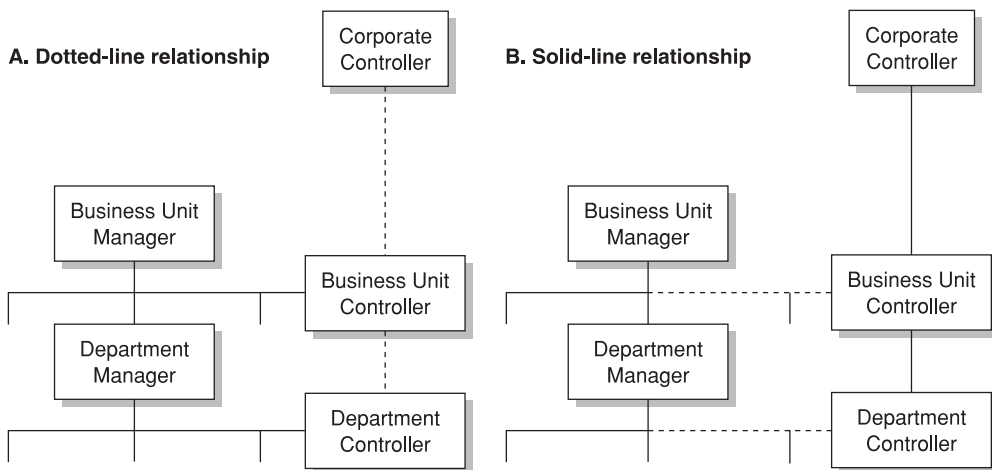 A. Dotted-line relationship
Corporate
Controller
Business Unit
Manager
Business Unit
Controller
Department
Manager
Department
Controller
B. Solid-line relationship
Corporate
Controller
Business Unit
Manager
Business Unit
Controller
Department
Manager
Department
Controller